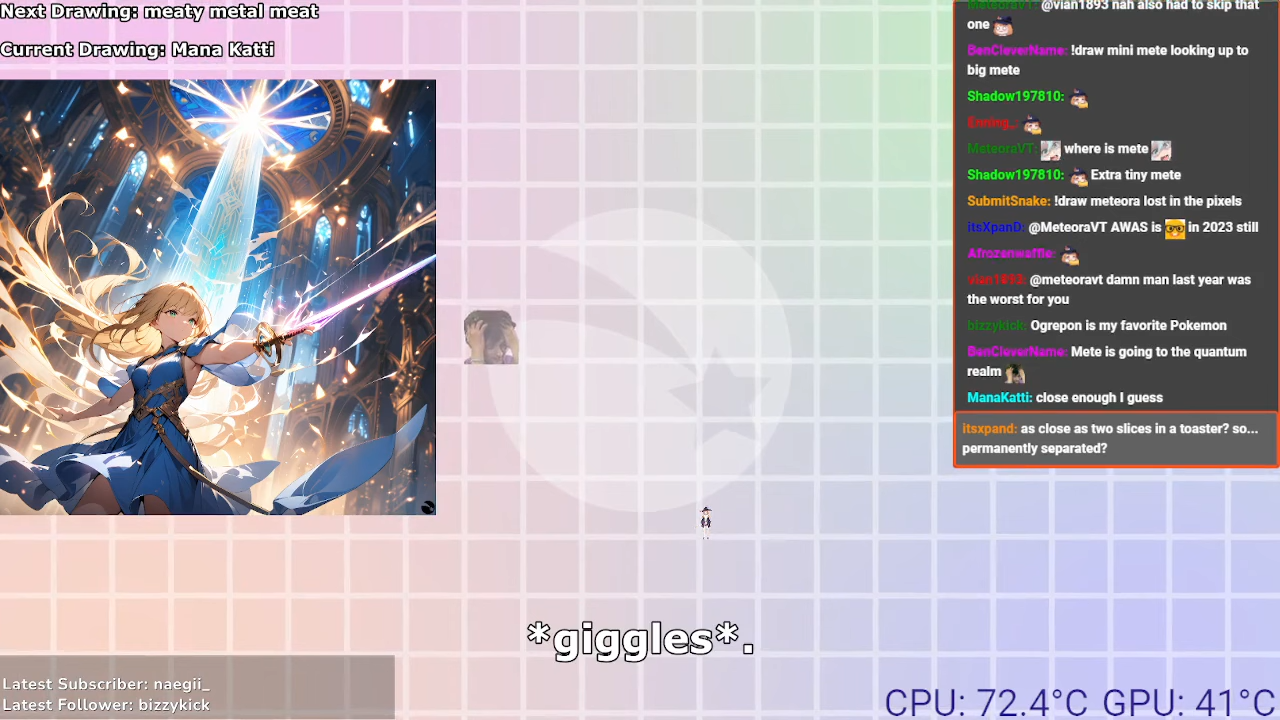 Next Drawing: meaty metal meat
Current Drawing: Mana Katti
MeteoraVT: @vian1893 nah also had to skip that
one
BenCleverName: !draw mini mete looking up to
big mete
Shadow197810:
Enning_:
MeteoraVT: where is mete
Shadow197810: Extra tiny mete
SubmitSnake: !draw meteora lost in the pixels
itsXpanD: @MeteoraVT AWAS is in 2023 still
Afrozenwaffle:
vian1893: @meteoravt damn man last year was
the worst for you
bizzykick: Ogrepon is my favorite Pokemon
BenCleverName: Mete is going to the quantum
realm
ManaKatti: close enough I guess
itsxpand: as close as two slices in a toaster? so...
permanently separated?
*giggles*.
Latest Subscriber: naegii_
Latest Follower: bizzykick
CPU: 72.4°C GPU: 41°C